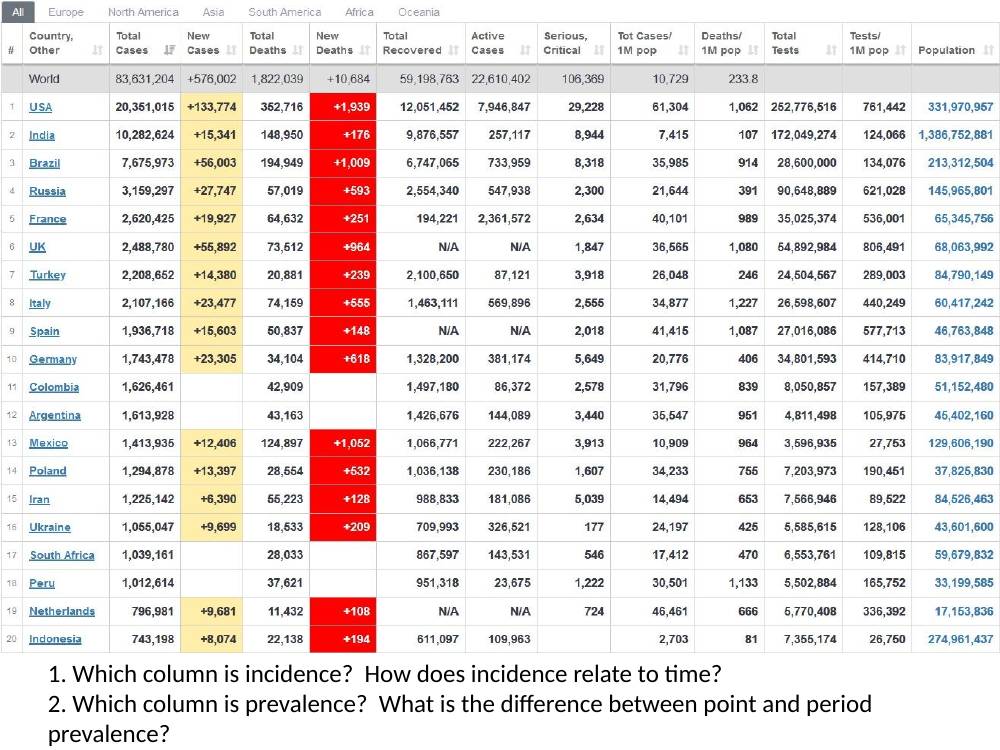 All Europe North America Asia South America Africa Oceania
# Country, Other Total Cases New Cases Total Deaths New Deaths Total Recovered Active Cases Serious, Critical Tot Cases/ 1M pop Deaths/ 1M pop Total Tests Tests/ 1M pop Population
World 83,631,204 +576,002 1,822,039 +10,684 59,198,763 22,610,402 106,369 10,729 233.8
1 USA 20,351,015 +133,774 352,716 +1,939 12,051,452 7,946,847 29,228 61,304 1,062 252,776,516 761,442 331,970,957
2 India 10,282,624 +15,341 148,950 +176 9,876,557 257,117 8,944 7,415 107 172,049,274 124,066 1,386,752,881
3 Brazil 7,675,973 +56,003 194,949 +1,009 6,747,065 733,959 8,318 35,985 914 28,600,000 134,076 213,312,504
4 Russia 3,159,297 +27,747 57,019 +593 2,554,340 547,938 2,300 21,644 391 90,648,889 621,028 145,965,801
5 France 2,620,425 +19,927 64,632 +251 194,221 2,361,572 2,634 40,101 989 35,025,374 536,001 65,345,756
6 UK 2,488,780 +55,892 73,512 +964 N/A N/A 1,847 36,565 1,080 54,892,984 806,491 68,063,992
7 Turkey 2,208,652 +14,380 20,881 +239 2,100,650 87,121 3,918 26,048 246 24,504,567 289,003 84,790,149
8 Italy 2,107,166 +23,477 74,159 +555 1,463,111 569,896 2,555 34,877 1,227 26,598,607 440,249 60,417,242
9 Spain 1,936,718 +15,603 50,837 +148 N/A N/A 2,018 41,415 1,087 27,016,086 577,713 46,763,848
10 Germany 1,743,478 +23,305 34,104 +618 1,328,200 381,174 5,649 20,776 406 34,801,593 414,710 83,917,849
11 Colombia 1,626,461 42,909 1,497,180 86,372 2,578 31,796 839 8,050,857 157,389 51,152,480
12 Argentina 1,613,928 43,163 1,426,676 144,089 3,440 35,547 951 4,811,498 105,975 45,402,160
13 Mexico 1,413,935 +12,406 124,897 +1,052 1,066,771 222,267 3,913 10,909 964 3,596,935 27,753 129,606,190
14 Poland 1,294,878 +13,397 28,554 +532 1,036,138 230,186 1,607 34,233 755 7,203,973 190,451 37,825,830
15 Iran 1,225,142 +6,390 55,223 +128 988,833 181,086 5,039 14,494 653 7,566,946 89,522 84,526,463
16 Ukraine 1,055,047 +9,699 18,533 +209 709,993 326,521 177 24,197 425 5,585,615 128,106 43,601,600
17 South Africa 1,039,161 28,033 867,597 143,531 546 17,412 470 6,553,761 109,815 59,679,832
18 Peru 1,012,614 37,621 951,318 23,675 1,222 30,501 1,133 5,502,884 165,752 33,199,585
19 Netherlands 796,981 +9,681 11,432 +108 N/A N/A 724 46,461 666 5,770,408 336,392 17,153,836
20 Indonesia 743,198 +8,074 22,138 +194 611,097 109,963 2,703 81 7,355,174 26,750 274,961,437
1. Which column is incidence? How does incidence relate to time?
2. Which column is prevalence? What is the difference between point and period
prevalence?